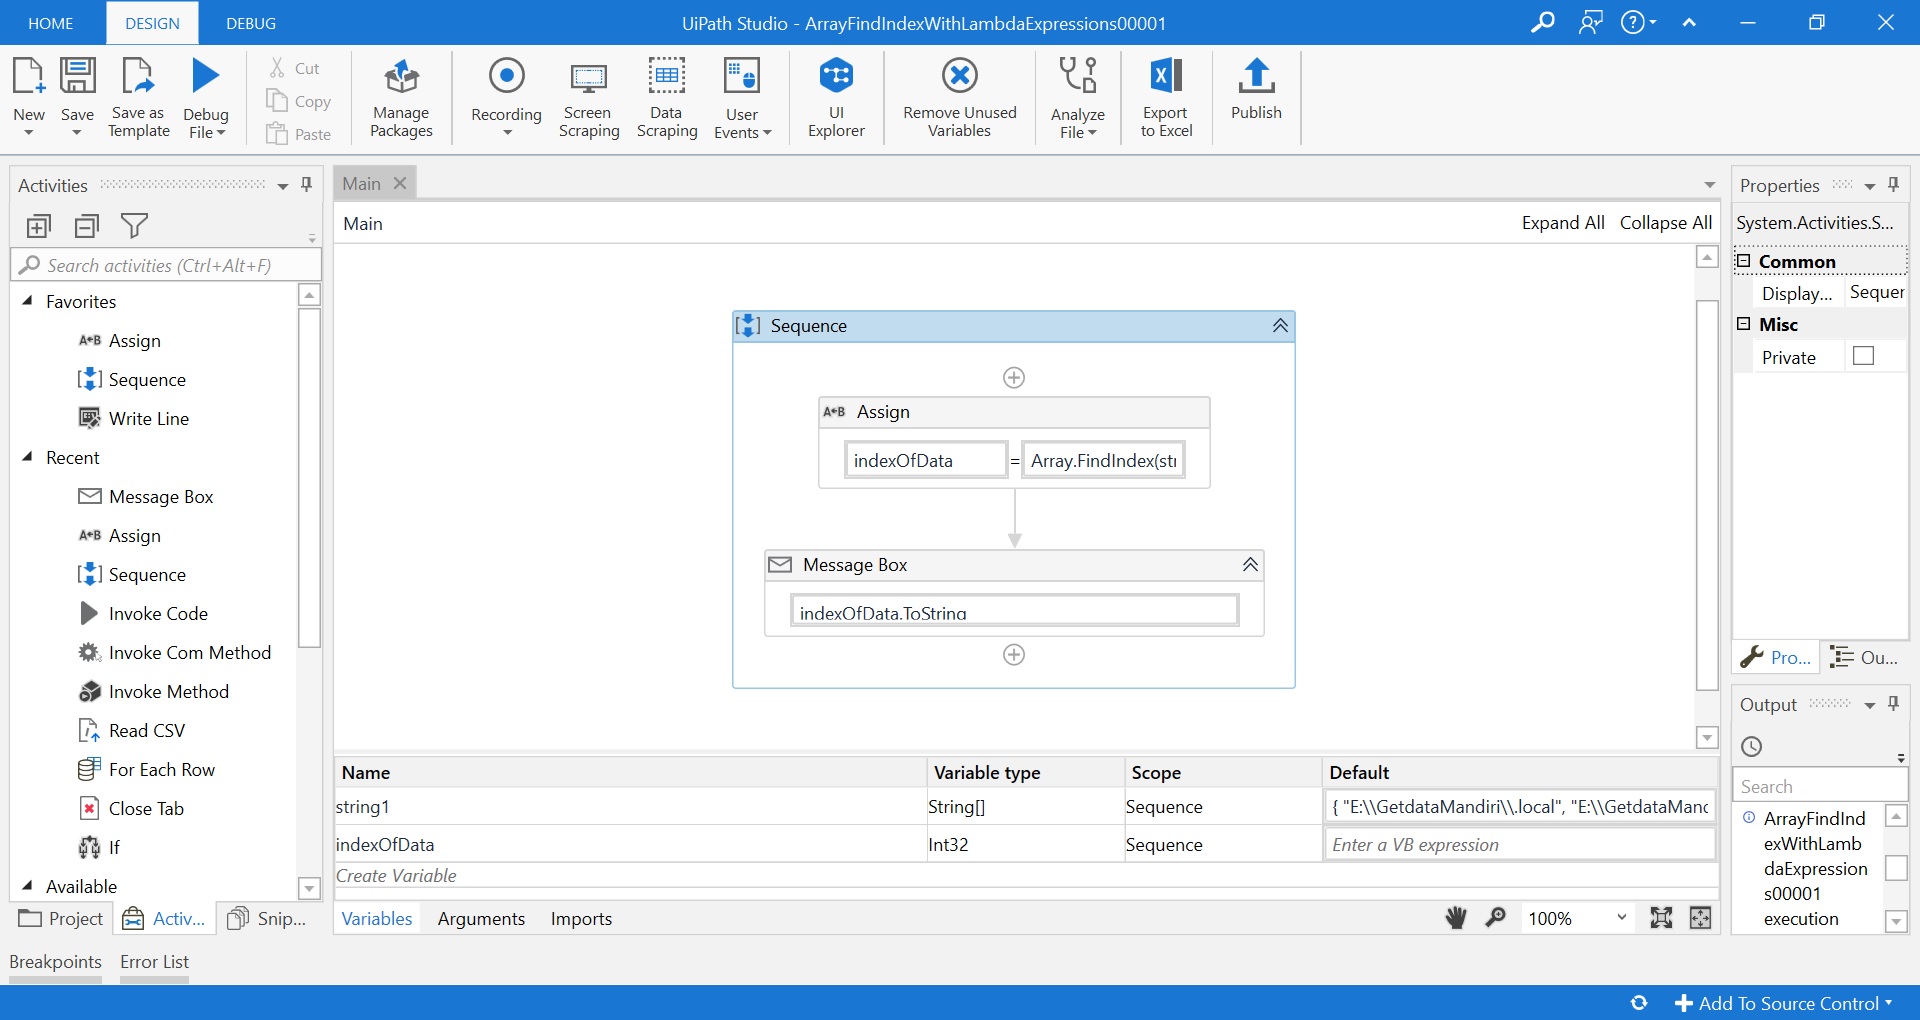 HOME DESIGN DEBUG UiPath Studio - ArrayFindIndexWithLambdaExpressions00001
New Save Save as Template Debug File Cut Copy Paste Manage Packages Recording Screen Scraping Data Scraping User Events UI Explorer Remove Unused Variables Analyze File Export to Excel Publish
Activities
Search activities (Ctrl+Alt+F)
Favorites
A←B Assign
Sequence
Write Line
Recent
Message Box
A←B Assign
Sequence
Invoke Code
Invoke Com Method
Invoke Method
Read CSV
For Each Row
Close Tab
If
Available
Project Activ... Snip...
Main
Main Expand All Collapse All
Sequence
A←B Assign
indexOfData = Array.FindIndex(str
Message Box
indexOfData.ToString
Name Variable type Scope Default
string1 String[] Sequence { "E:\\GetdataMandiri\\.local", "E:\\GetdataMand
indexOfData Int32 Sequence Enter a VB expression
Create Variable
Variables Arguments Imports 100%
Properties
System.Activities.S...
Common
Display... Sequer
Misc
Private
Pro... Ou...
Output
Search
ArrayFindInd
exWithLamb
daExpression
s00001
execution
Breakpoints Error List
Add To Source Control